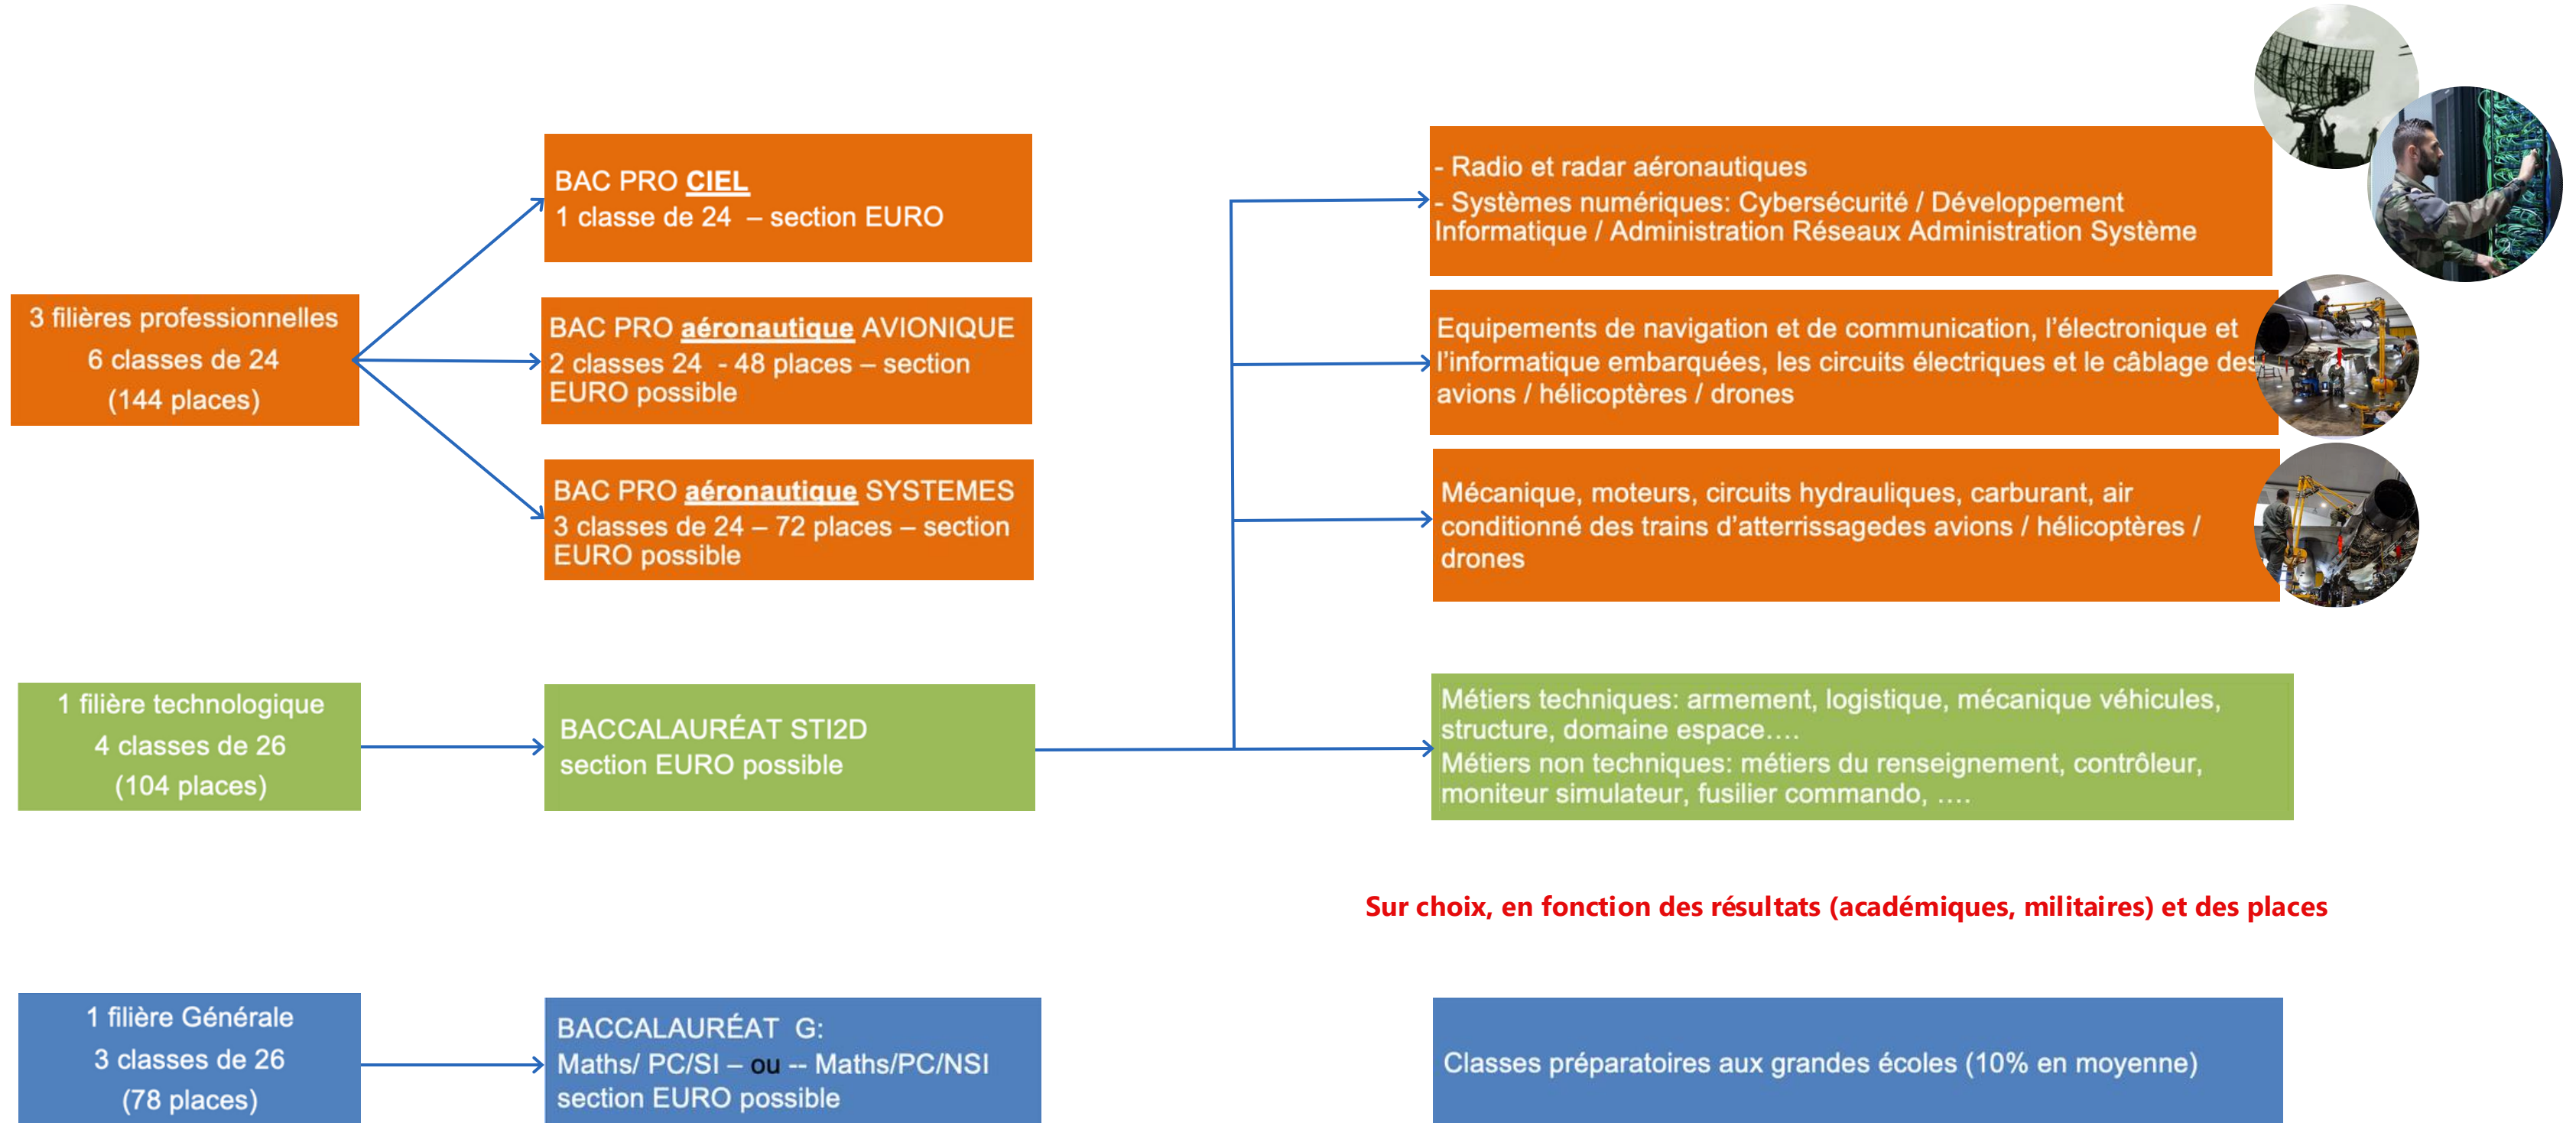 3 filières professionnelles
6 classes de 24
(144 places)
BAC PRO CIEL
1 classe de 24 – section EURO
BAC PRO aéronautique AVIONIQUE
2 classes 24 - 48 places – section
EURO possible
BAC PRO aéronautique SYSTEMES
3 classes de 24 – 72 places – section
EURO possible
- Radio et radar aéronautiques
- Systèmes numériques: Cybersécurité / Développement
Informatique / Administration Réseaux Administration Système
Equipements de navigation et de communication, l'électronique et
l'informatique embarquées, les circuits électriques et le câblage des
avions / hélicoptères / drones
Mécanique, moteurs, circuits hydrauliques, carburant, air
conditionné des trains d'atterrissagedes avions / hélicoptères /
drones
1 filière technologique
4 classes de 26
(104 places)
BACCALAURÉAT STI2D
section EURO possible
Métiers techniques: armement, logistique, mécanique véhicules,
structure, domaine espace….
Métiers non techniques: métiers du renseignement, contrôleur,
moniteur simulateur, fusilier commando, ….
Sur choix, en fonction des résultats (académiques, militaires) et des places
1 filière Générale
3 classes de 26
(78 places)
BACCALAURÉAT G:
Maths/ PC/SI – ou -- Maths/PC/NSI
section EURO possible
Classes préparatoires aux grandes écoles (10% en moyenne)